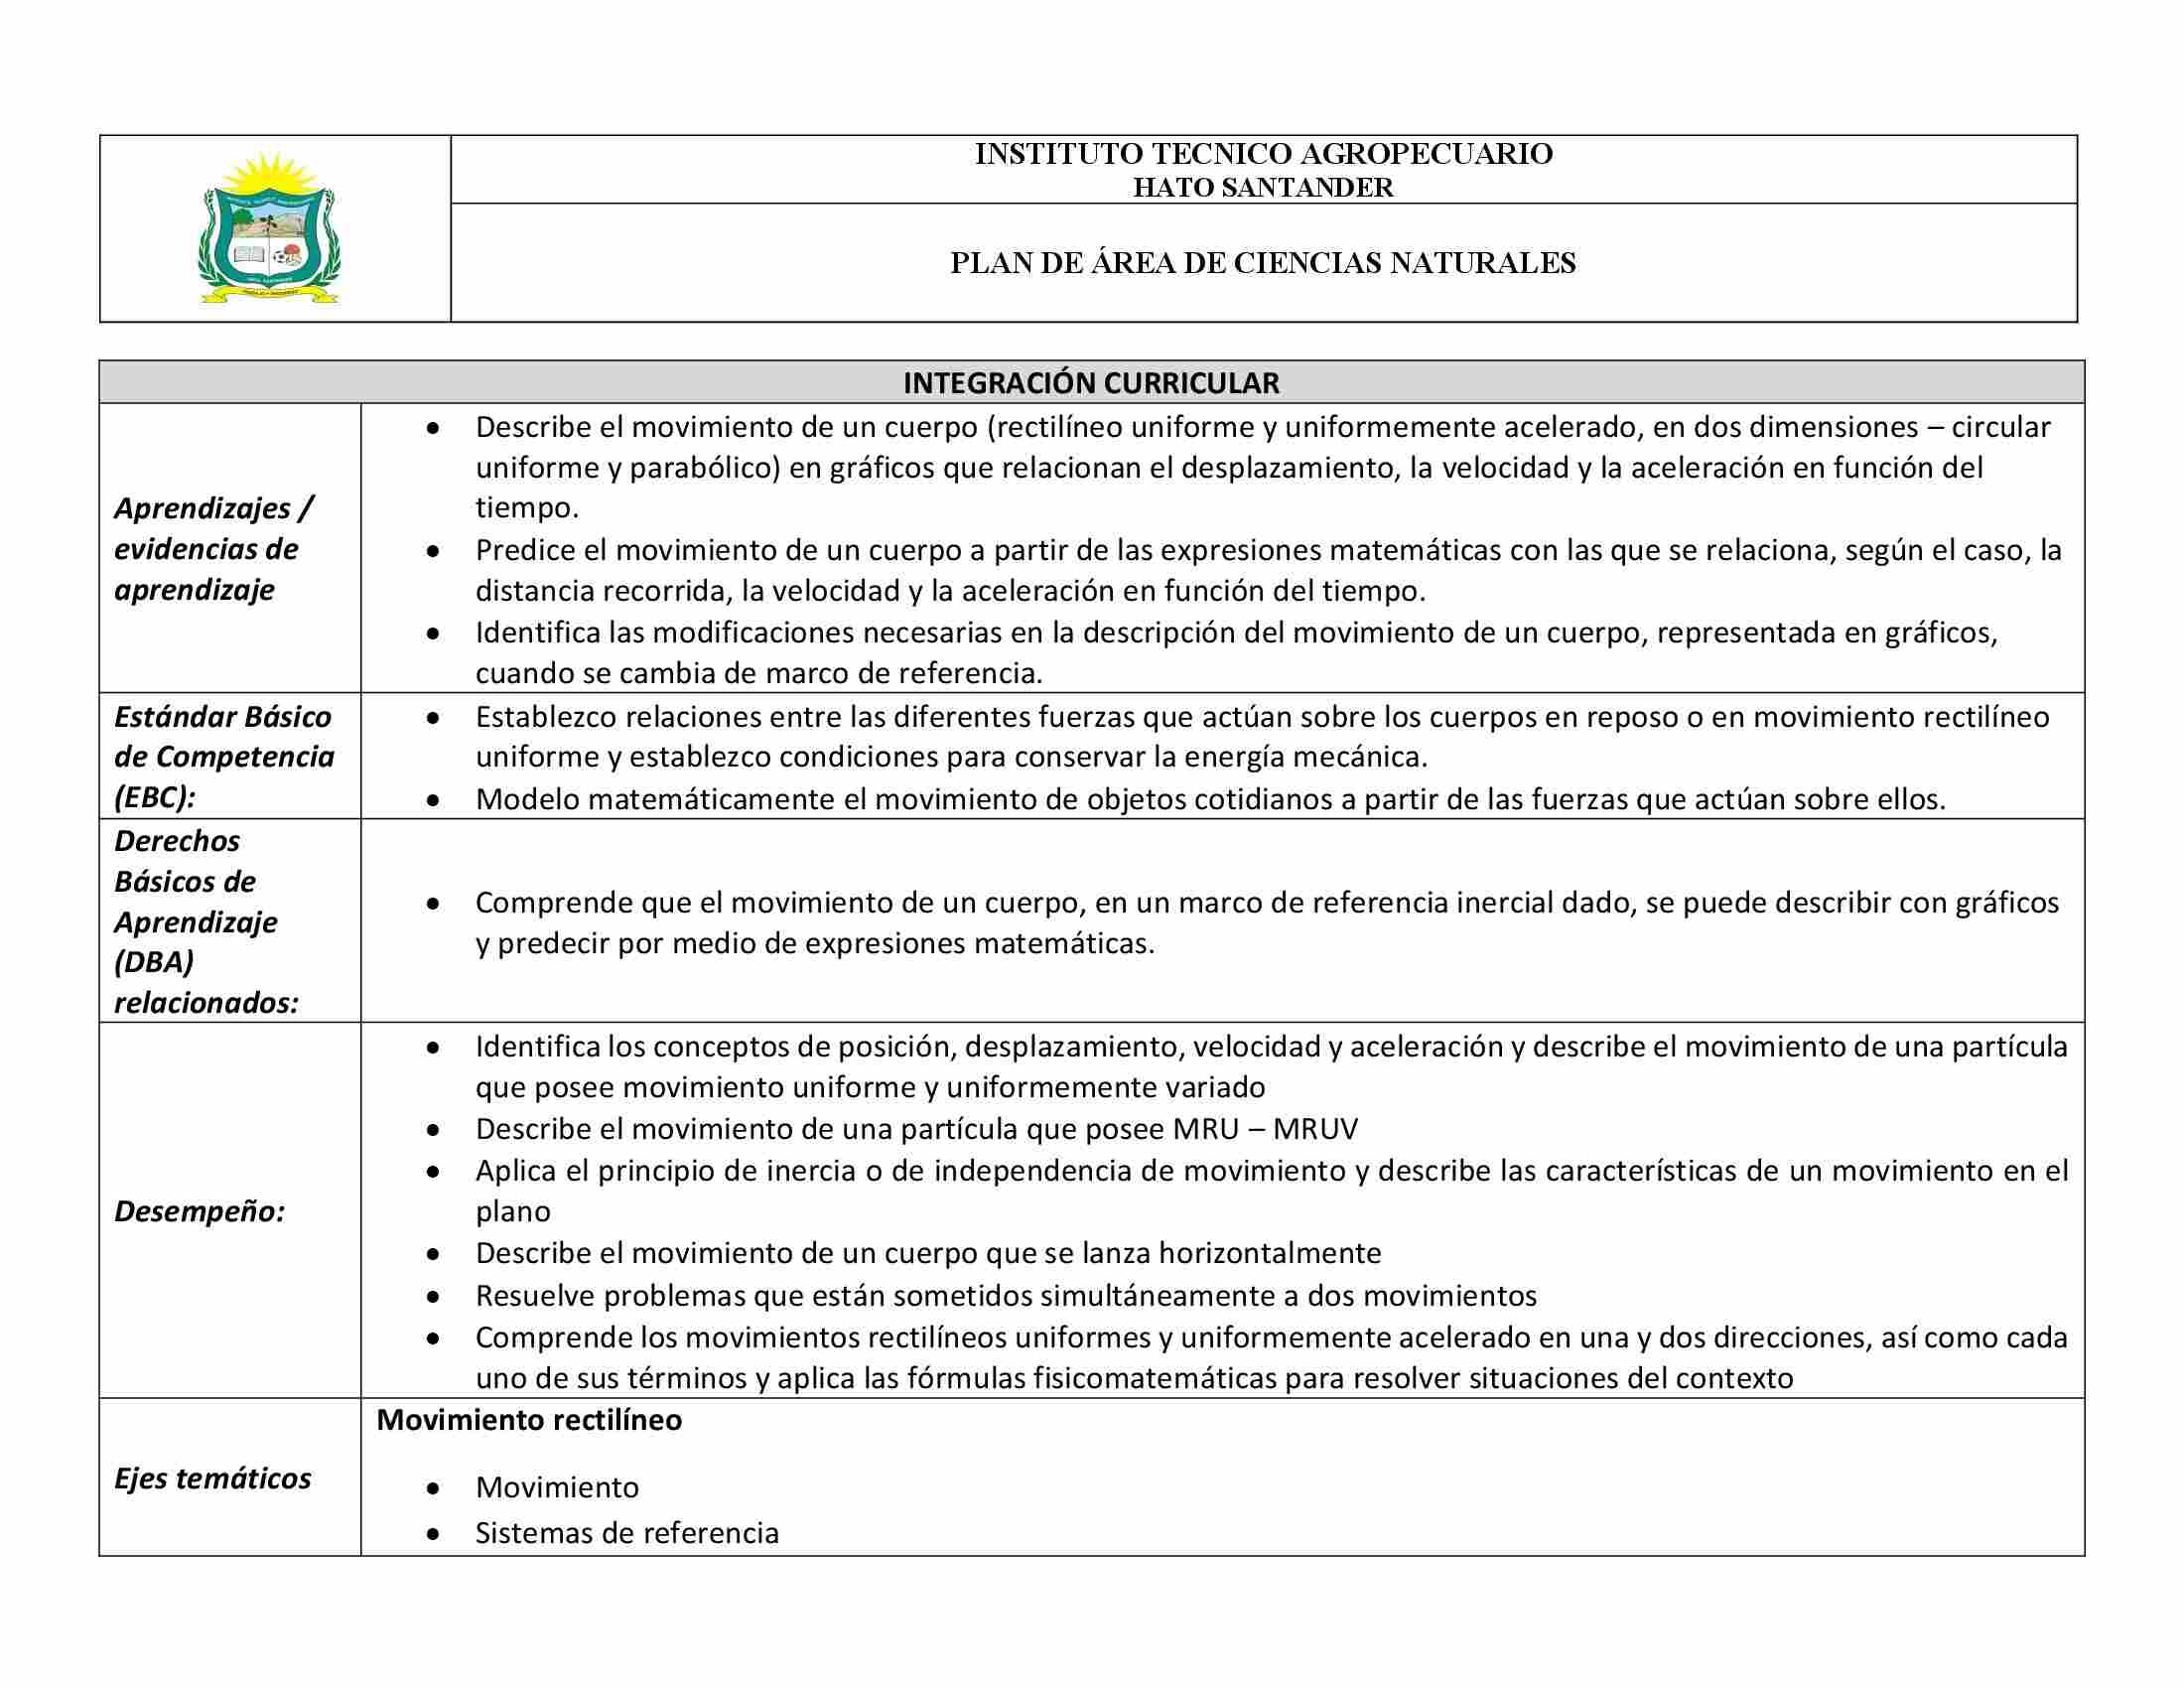 INSTITUTO TECNICO AGROPECUARIO
HATO SANTANDER
PLAN DE ÁREA DE CIENCIAS NATURALES
INTEGRACIÓN CURRICULAR
Aprendizajes /
evidencias de
aprendizaje
• Describe el movimiento de un cuerpo (rectilíneo uniforme y uniformemente acelerado, en dos dimensiones – circular
uniforme y parabólico) en gráficos que relacionan el desplazamiento, la velocidad y la aceleración en función del
tiempo.
• Predice el movimiento de un cuerpo a partir de las expresiones matemáticas con las que se relaciona, según el caso, la
distancia recorrida, la velocidad y la aceleración en función del tiempo.
• Identifica las modificaciones necesarias en la descripción del movimiento de un cuerpo, representada en gráficos,
cuando se cambia de marco de referencia.
Estándar Básico
de Competencia
(EBC):
• Establezco relaciones entre las diferentes fuerzas que actúan sobre los cuerpos en reposo o en movimiento rectilíneo
uniforme y establezco condiciones para conservar la energía mecánica.
• Modelo matemáticamente el movimiento de objetos cotidianos a partir de las fuerzas que actúan sobre ellos.
Derechos
Básicos de
Aprendizaje
(DBA)
relacionados:
• Comprende que el movimiento de un cuerpo, en un marco de referencia inercial dado, se puede describir con gráficos
y predecir por medio de expresiones matemáticas.
Desempeño:
• Identifica los conceptos de posición, desplazamiento, velocidad y aceleración y describe el movimiento de una partícula
que posee movimiento uniforme y uniformemente variado
• Describe el movimiento de una partícula que posee MRU – MRUV
• Aplica el principio de inercia o de independencia de movimiento y describe las características de un movimiento en el
plano
• Describe el movimiento de un cuerpo que se lanza horizontalmente
• Resuelve problemas que están sometidos simultáneamente a dos movimientos
• Comprende los movimientos rectilíneos uniformes y uniformemente acelerado en una y dos direcciones, así como cada
uno de sus términos y aplica las fórmulas fisicomatemáticas para resolver situaciones del contexto
Ejes temáticos
Movimiento rectilíneo
• Movimiento
• Sistemas de referencia